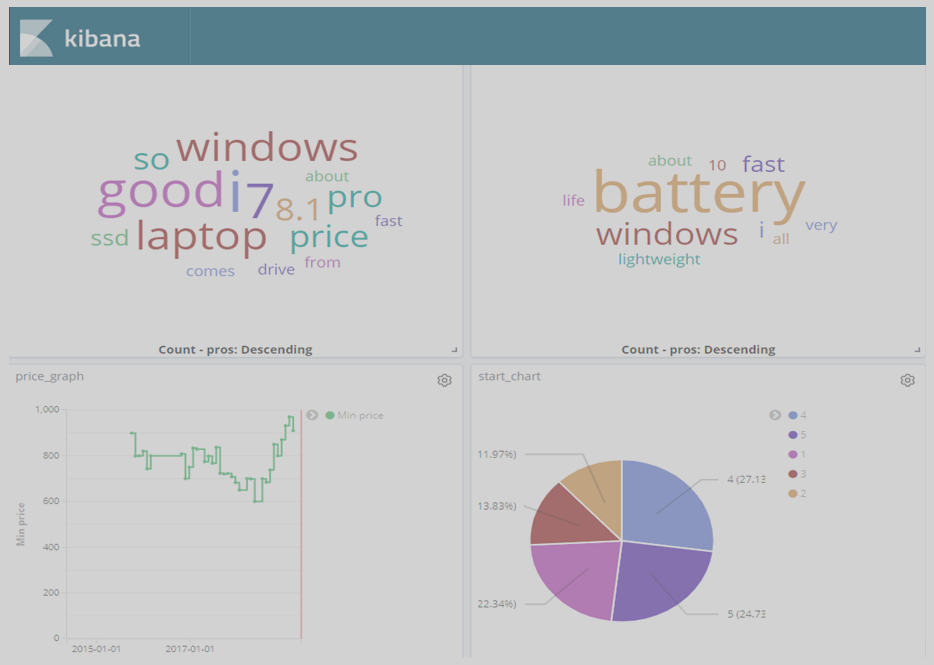 kibana
so windows
about
good i7 8.1 pro
fast
ssd laptop price
comes drive from
Count - pros: Descending
about 10 fast
life battery
windows i all very
lightweight
Count - pros: Descending
price_graph
1,000
800
600
400
200
0
Min price
2015-01-01 2017-01-01
Min price
start_chart
4
5
1
3
2
11.97%)
13.83%)
22.34%)
4 (27.13
5 (24.73